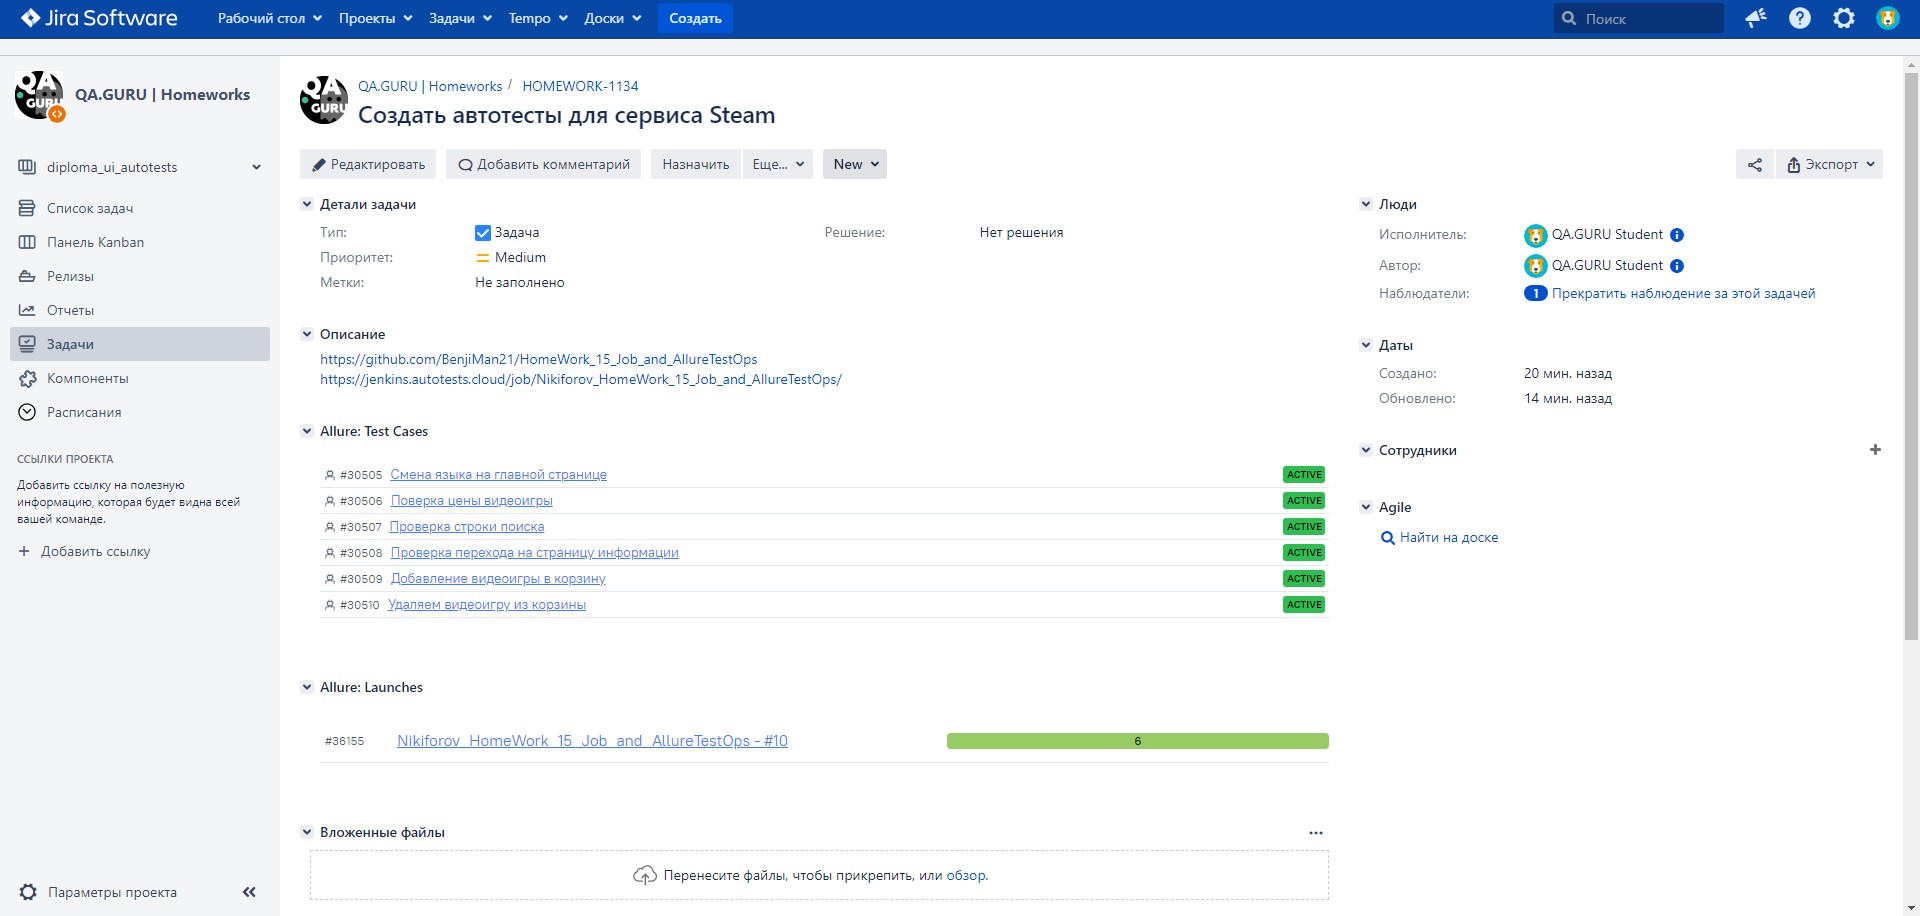 Jira Software
Рабочий стол
Проекты
Задачи
Tempo
Доски
Создать
Поиск
QA GURU
QA.GURU | Homeworks
diploma_ui_autotests
Список задач
Панель Kanban
Релизы
Отчеты
Задачи
Компоненты
Расписания
ССЫЛКИ ПРОЕКТА
Добавить ссылку на полезную
информацию, которая будет видна всей
вашей команде.
+ Добавить ссылку
Параметры проекта
QA GURU
QA.GURU | Homeworks / HOMEWORK-1134
Создать автотесты для сервиса Steam
Редактировать
Добавить комментарий
Назначить
Еще...
New
Экспорт
Детали задачи
Тип: Задача
Решение: Нет решения
Приоритет: Medium
Метки: Не заполнено
Описание
https://github.com/BenjiMan21/HomeWork_15_Job_and_AllureTestOps
https://jenkins.autotests.cloud/job/Nikiforov_HomeWork_15_Job_and_AllureTestOps/
Allure: Test Cases
#30505 Смена языка на главной странице ACTIVE
#30506 Поверка цены видеоигры ACTIVE
#30507 Проверка строки поиска ACTIVE
#30508 Проверка перехода на страницу информации ACTIVE
#30509 Добавление видеоигры в корзину ACTIVE
#30510 Удаляем видеоигру из корзины ACTIVE
Allure: Launches
#36155 Nikiforov_HomeWork_15_Job_and_AllureTestOps - #10 6
Вложенные файлы
Перенесите файлы, чтобы прикрепить, или обзор.
Люди
Исполнитель: QA.GURU Student
Автор: QA.GURU Student
Наблюдатели: 1 Прекратить наблюдение за этой задачей
Даты
Создано: 20 мин. назад
Обновлено: 14 мин. назад
Сотрудники
Agile
Найти на доске